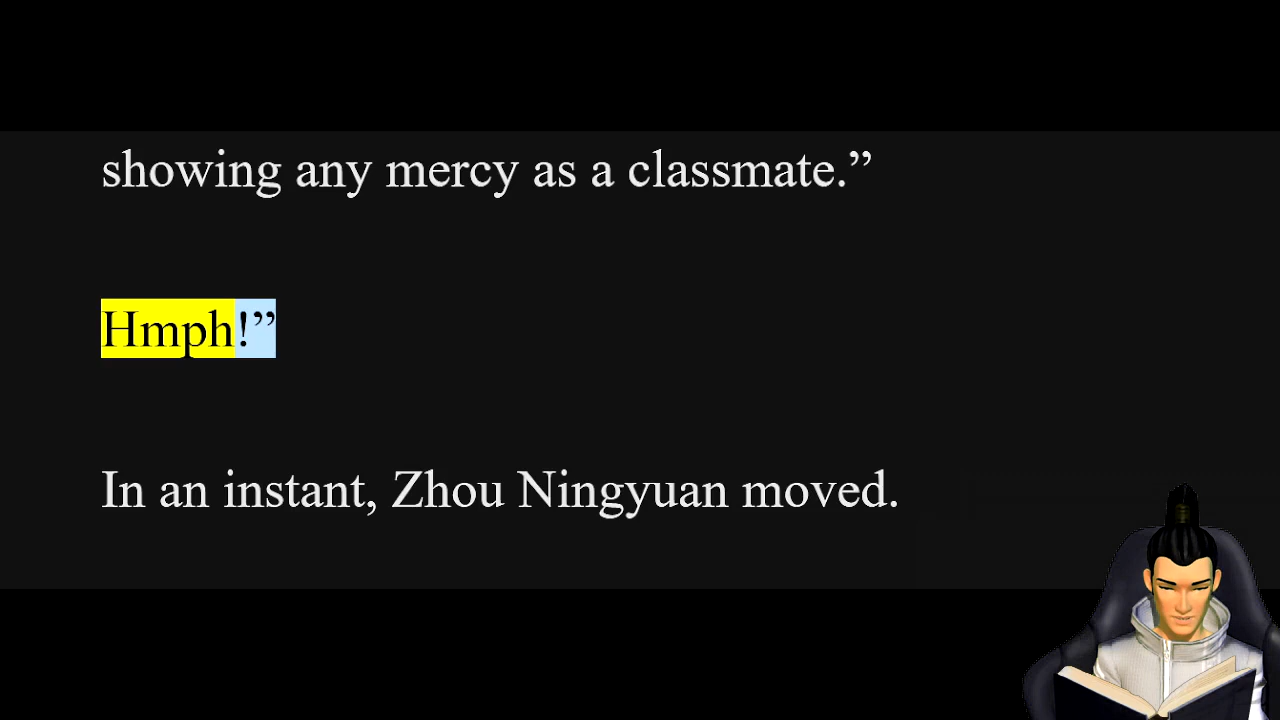 showing any mercy as a classmate.”
Hmph!”
In an instant, Zhou Ningyuan moved.